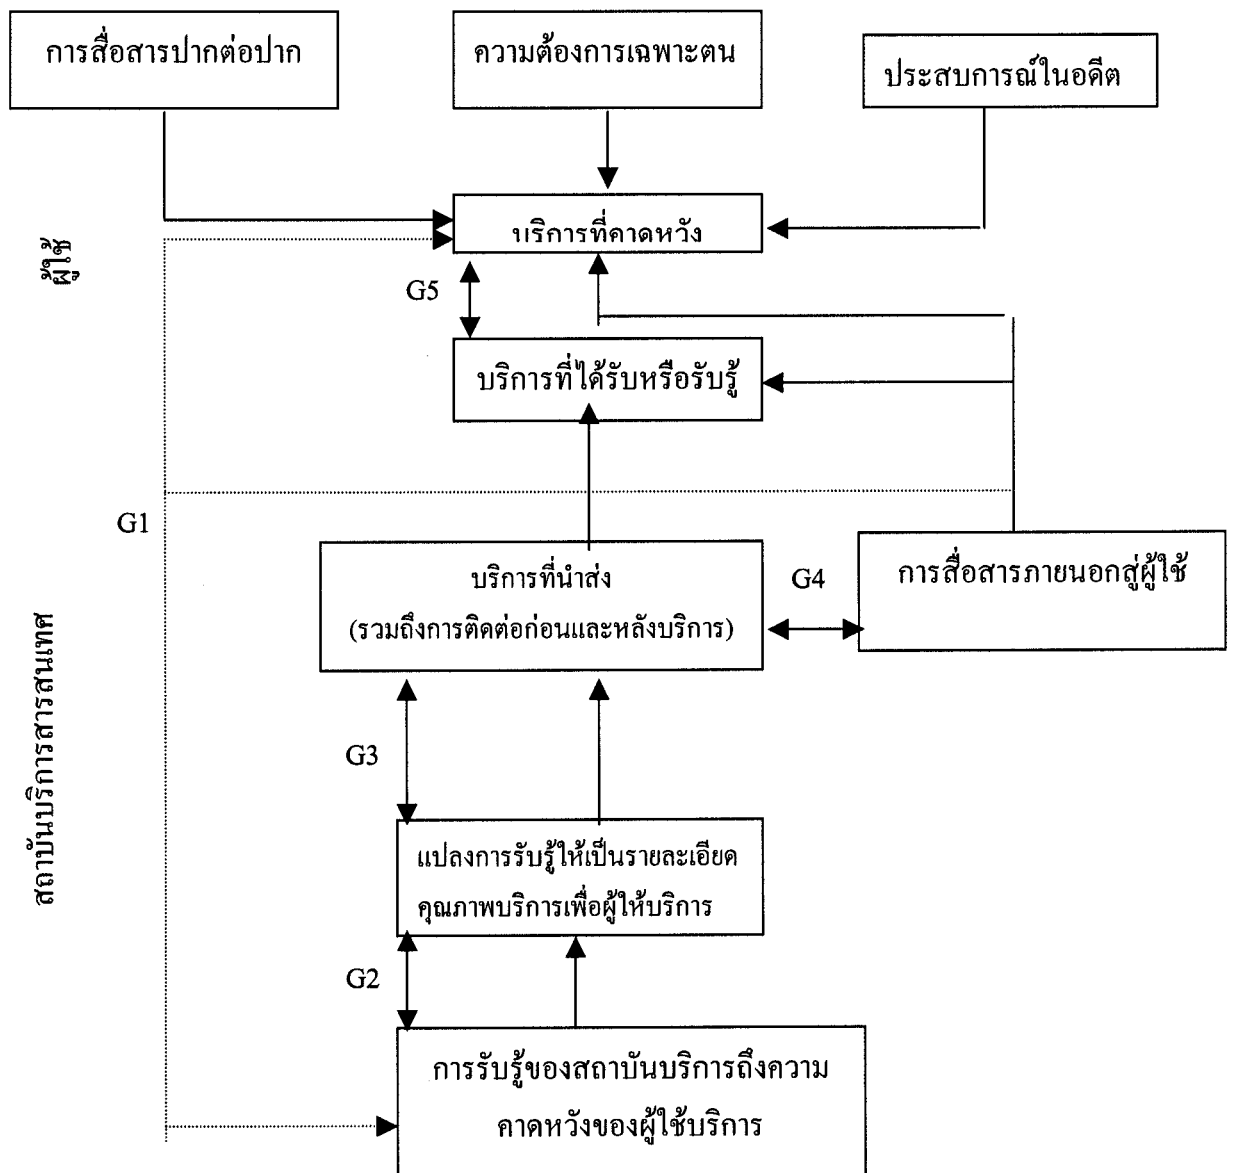 การสื่อสารปากต่อปาก
ความต้องการเฉพาะตน
ประสบการณ์ในอดีต
บริการที่คาดหวัง
ผู้ใช้
G5
บริการที่ได้รับหรือรับรู้
G1
บริการที่นำส่ง
(รวมถึงการติดต่อก่อนและหลังบริการ)
G4
การสื่อสารภายนอกสู่ผู้ใช้
สถาบันบริการสารสนเทศ
G3
แปลงการรับรู้ให้เป็นรายละเอียด
คุณภาพบริการเพื่อผู้ให้บริการ
G2
การรับรู้ของสถาบันบริการถึงความ
คาดหวังของผู้ใช้บริการ